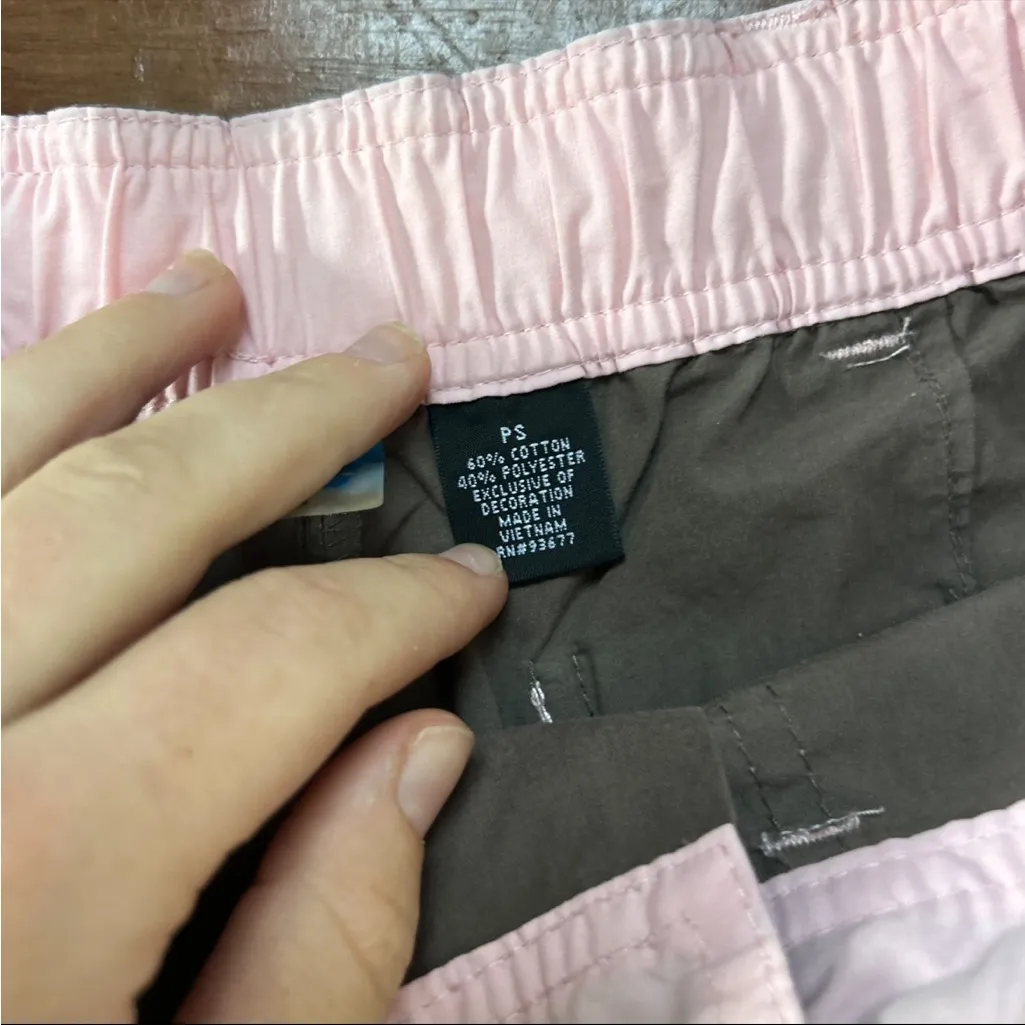 PS
60% COTTON
40% POLYESTER
EXCLUSIVE OF
DECORATION
MADE IN
VIETNAM
RN#93677